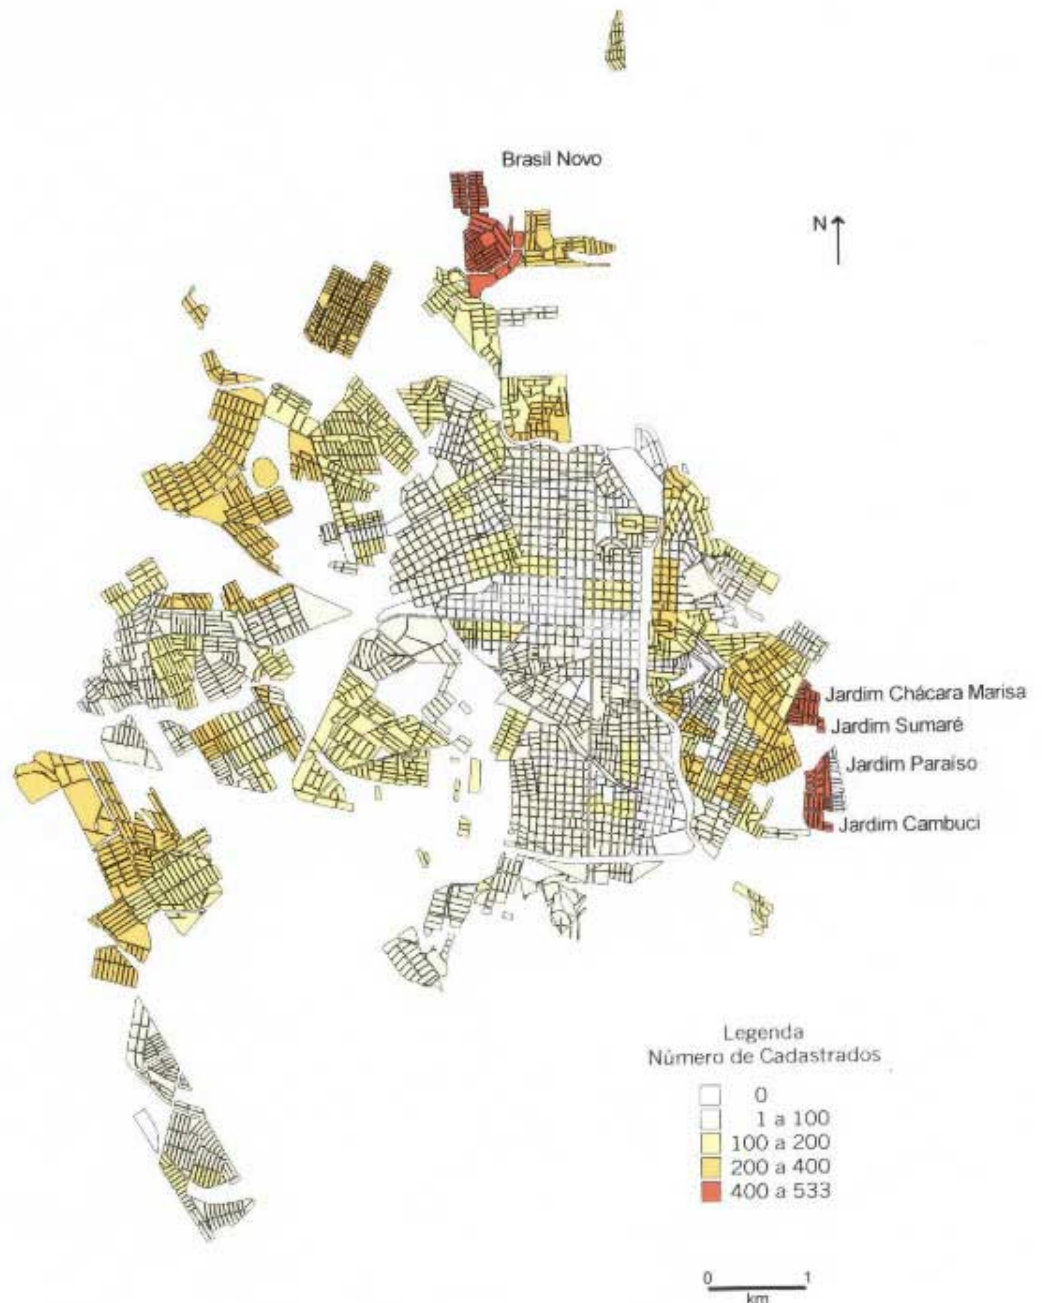 Brasil Novo
N
Jardim Chácara Marisa
Jardim Sumaré
Jardim Paraíso
Jardim Cambuci
Legenda
Número de Cadastrados
0
1 a 100
100 a 200
200 a 400
400 a 533
0 1
km